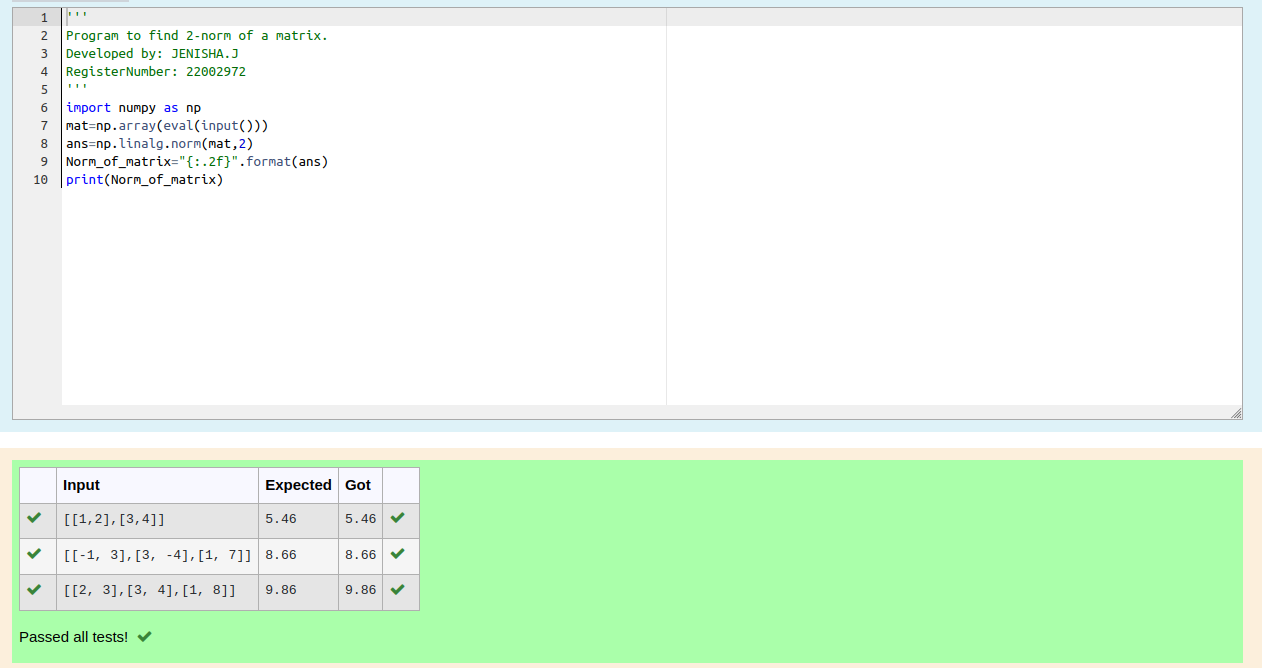 1 '''
2 Program to find 2-norm of a matrix.
3 Developed by: JENISHA.J
4 RegisterNumber: 22002972
5 '''
6 import numpy as np
7 mat=np.array(eval(input()))
8 ans=np.linalg.norm(mat,2)
9 Norm_of_matrix="{:.2f}".format(ans)
10 print(Norm_of_matrix)
Input Expected Got
[[1,2],[3,4]] 5.46 5.46
[[-1, 3],[3, -4],[1, 7]] 8.66 8.66
[[2, 3],[3, 4],[1, 8]] 9.86 9.86
Passed all tests!